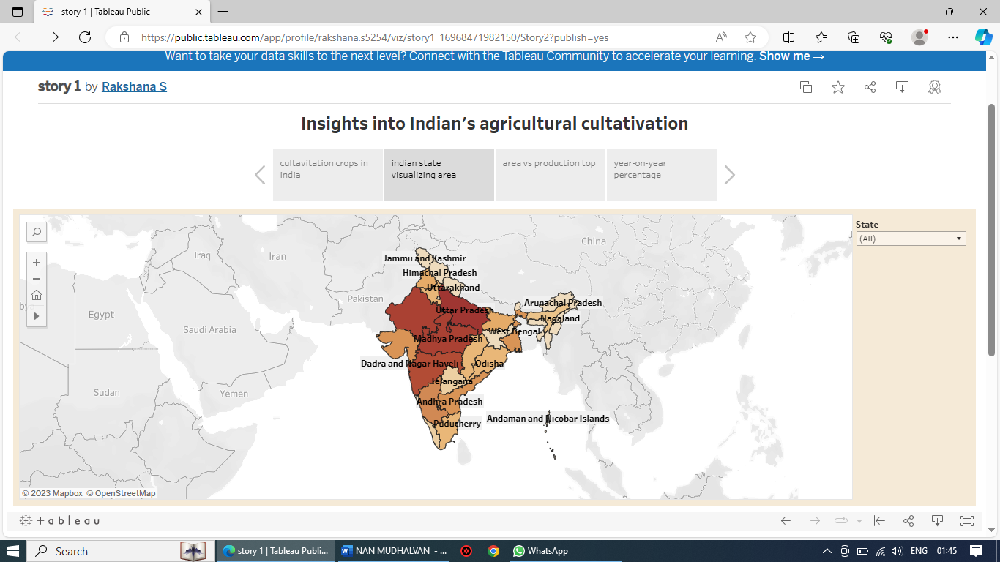 story 1 | Tableau Public
https://public.tableau.com/app/profile/rakshana.s5254/viz/story1_16968471982150/Story2?publish=yes
Want to take your data skills to the next level? Connect with the Tableau Community to accelerate your learning. Show me →
story 1 by Rakshana S
Insights into Indian's agricultural cultativation
cultavitation crops in
india
indian state
visualizing area
area vs production top
year-on-year
percentage
State
(All)
China
Iraq
Iran
Jammu and Kashmir
Himachal Pradesh
Uttarakhand
Pakistan
Arunachal Pradesh
Egypt
Uttar Pradesh
Nagaland
Saudi Arabia
West Bengal
Madhya Pradesh
Dadra and Nagar Haveli
Odisha
Telangana
Sudan
Yemen
Andhra Pradesh
Andaman and Nicobar Islands
Puducherry
© 2023 Mapbox © OpenStreetMap
+ a b l e a u
Search
story 1 | Tableau Publi...
NAN MUDHALVAN - ...
WhatsApp
ENG
01:45